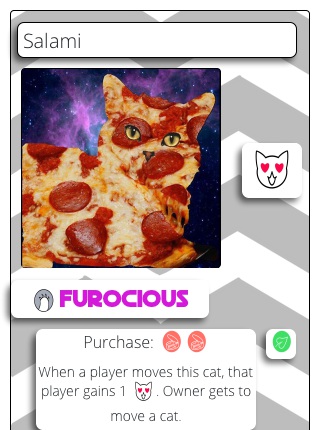 Salami
FUROCIOUS
Purchase:
When a player moves this cat, that
player gains 1 . Owner gets to
move a cat.